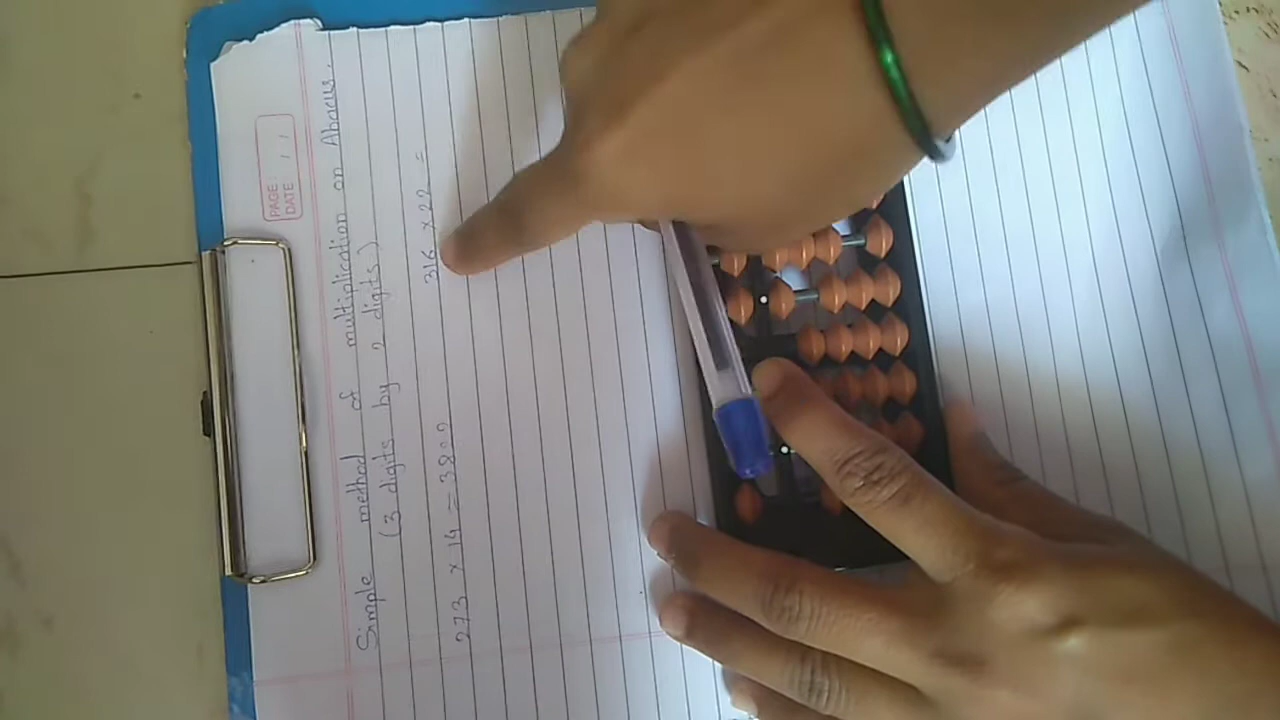 PAGE:
DATE
Simple method of multiplication on Abacus.
(3 digits by 2 digits)
273 x 14 = 3822 316 x 22 =